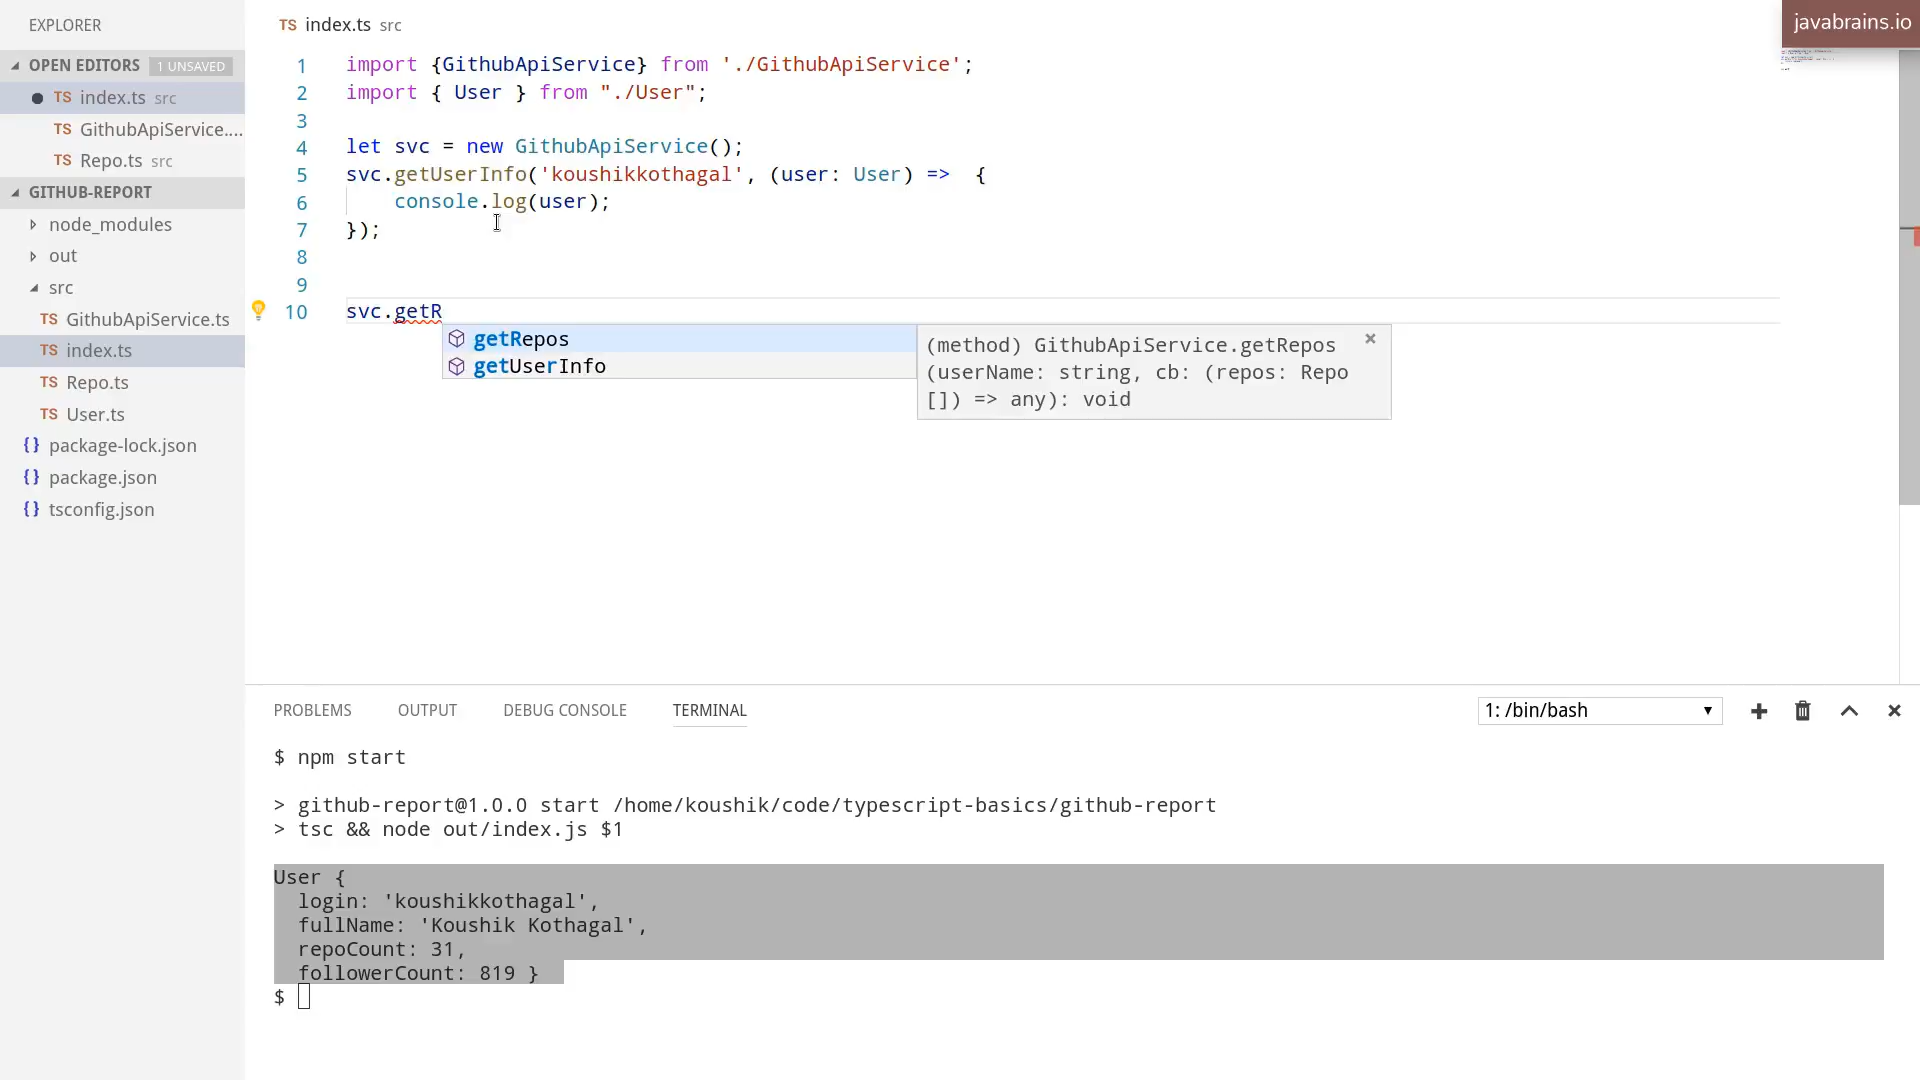 EXPLORER
OPEN EDITORS 1 UNSAVED
TS index.ts src
TS GithubApiService....
TS Repo.ts src
GITHUB-REPORT
node_modules
out
src
TS GithubApiService.ts
TS index.ts
TS Repo.ts
TS User.ts
{} package-lock.json
{} package.json
{} tsconfig.json
TS index.ts src
javabrains.io
1 import {GithubApiService} from './GithubApiService';
2 import { User } from "./User";
3
4 let svc = new GithubApiService();
5 svc.getUserInfo('koushikkothagal', (user: User) =>  {
6     console.log(user);
7 });
8
9
10 svc.getR
getRepos
getUserInfo
(method) GithubApiService.getRepos
(userName: string, cb: (repos: Repo
[]) => any): void
PROBLEMS OUTPUT DEBUG CONSOLE TERMINAL 1: /bin/bash
$ npm start
> github-report@1.0.0 start /home/koushik/code/typescript-basics/github-report
> tsc && node out/index.js $1
User {
  login: 'koushikkothagal',
  fullName: 'Koushik Kothagal',
  repoCount: 31,
  followerCount: 819 }
$